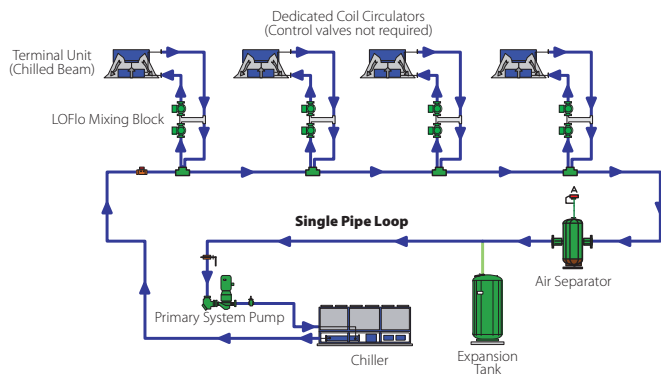 Dedicated Coil Circulators
(Control valves not required)
Terminal Unit
(Chilled Beam)
LOFlo Mixing Block
A
Single Pipe Loop
Air Separator
Primary System Pump
Chiller
Expansion
Tank